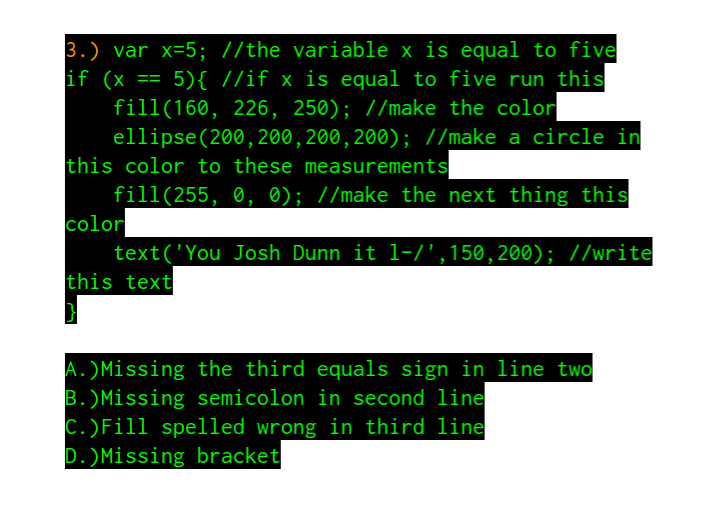 3.) var x=5; //the variable x is equal to five
if (x == 5){ //if x is equal to five run this
    fill(160, 226, 250); //make the color
    ellipse(200,200,200,200); //make a circle in
this color to these measurements
    fill(255, 0, 0); //make the next thing this
color
    text('You Josh Dunn it l-/',150,200); //write
this text
}
A.)Missing the third equals sign in line two
B.)Missing semicolon in second line
C.)Fill spelled wrong in third line
D.)Missing bracket